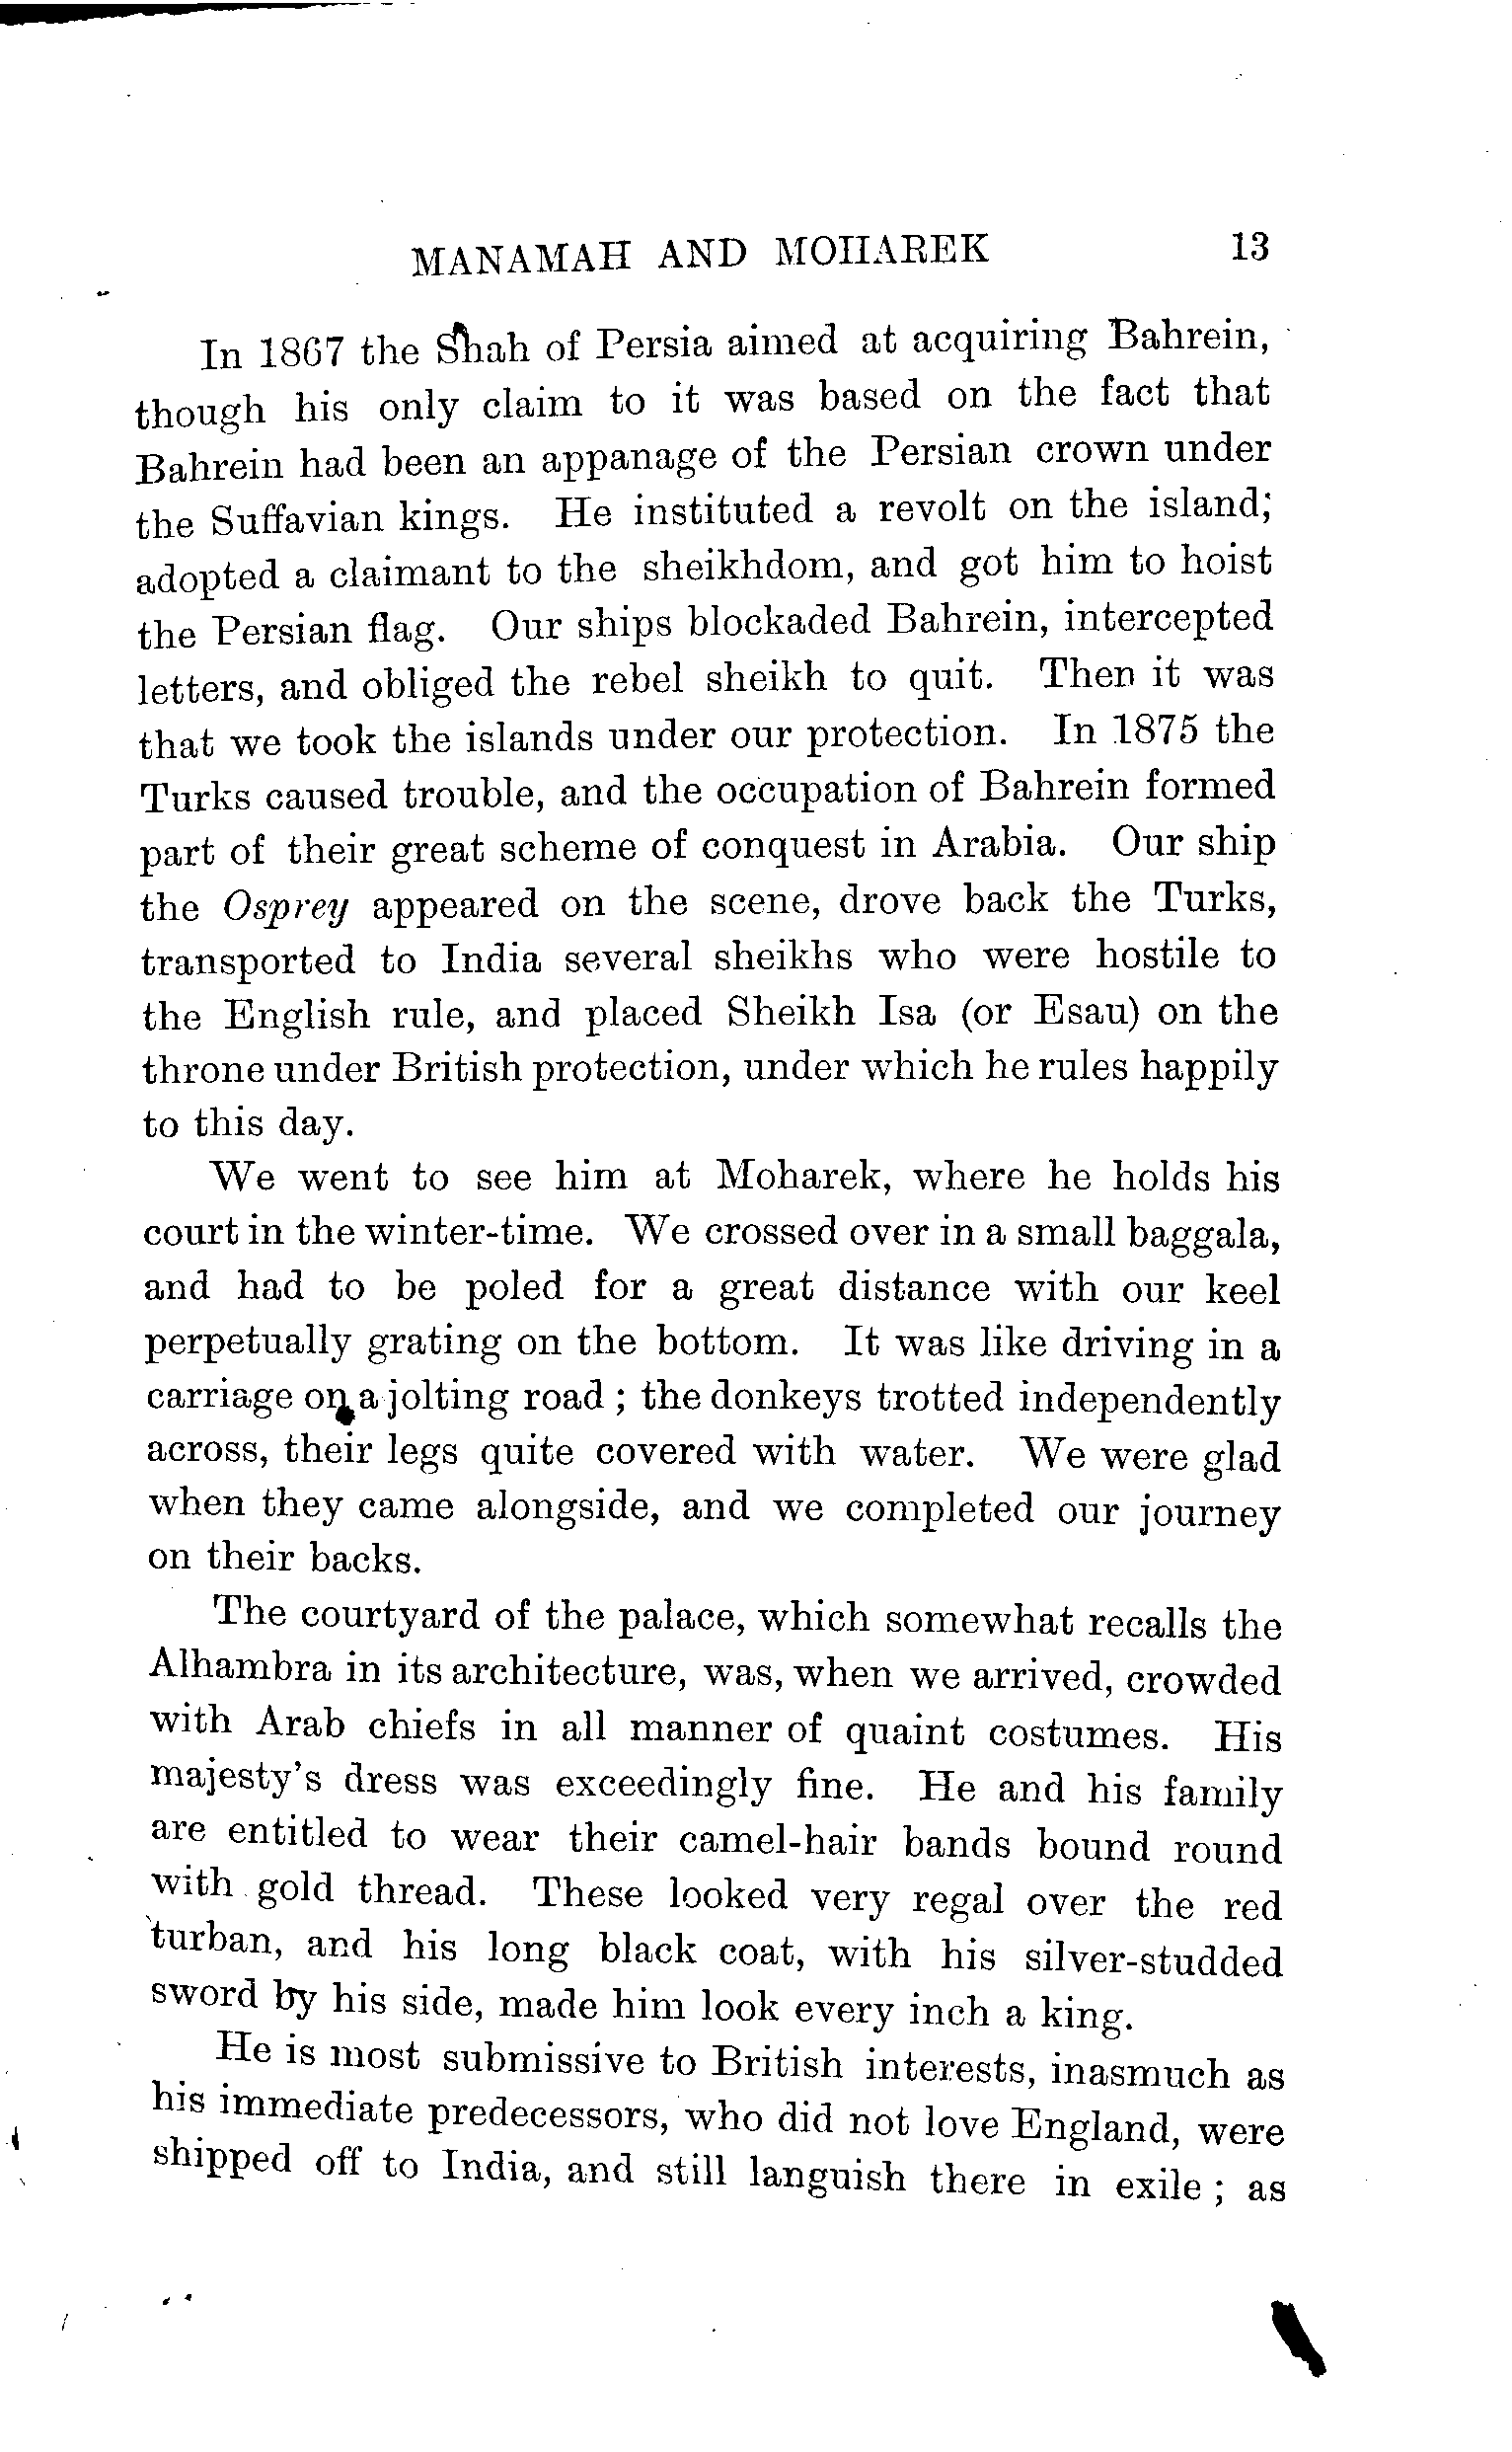 MANAMAH AND MOHAREK 13
In 1867 the Shah of Persia aimed at acquiring Bahrein,
though his only claim to it was based on the fact that
Bahrein had been an appanage of the Persian crown under
the Suffavian kings. He instituted a revolt on the island;
adopted a claimant to the sheikhdom, and got him to hoist
the Persian flag. Our ships blockaded Bahrein, intercepted
letters, and obliged the rebel sheikh to quit. Then it was
that we took the islands under our protection. In 1875 the
Turks caused trouble, and the occupation of Bahrein formed
part of their great scheme of conquest in Arabia. Our ship
the Osprey appeared on the scene, drove back the Turks,
transported to India several sheikhs who were hostile to
the English rule, and placed Sheikh Isa (or Esau) on the
throne under British protection, under which he rules happily
to this day.
We went to see him at Moharek, where he holds his
court in the winter-time. We crossed over in a small baggala,
and had to be poled for a great distance with our keel
perpetually grating on the bottom. It was like driving in a
carriage on a jolting road ; the donkeys trotted independently
across, their legs quite covered with water. We were glad
when they came alongside, and we completed our journey
on their backs.
The courtyard of the palace, which somewhat recalls the
Alhambra in its architecture, was, when we arrived, crowded
with Arab chiefs in all manner of quaint costumes. His
majesty's dress was exceedingly fine. He and his family
are entitled to wear their camel-hair bands bound round
with gold thread. These looked very regal over the red
turban, and his long black coat, with his silver-studded
sword by his side, made him look every inch a king.
He is most submissive to British interests, inasmuch as
his immediate predecessors, who did not love England, were
shipped off to India, and still languish there in exile ; as